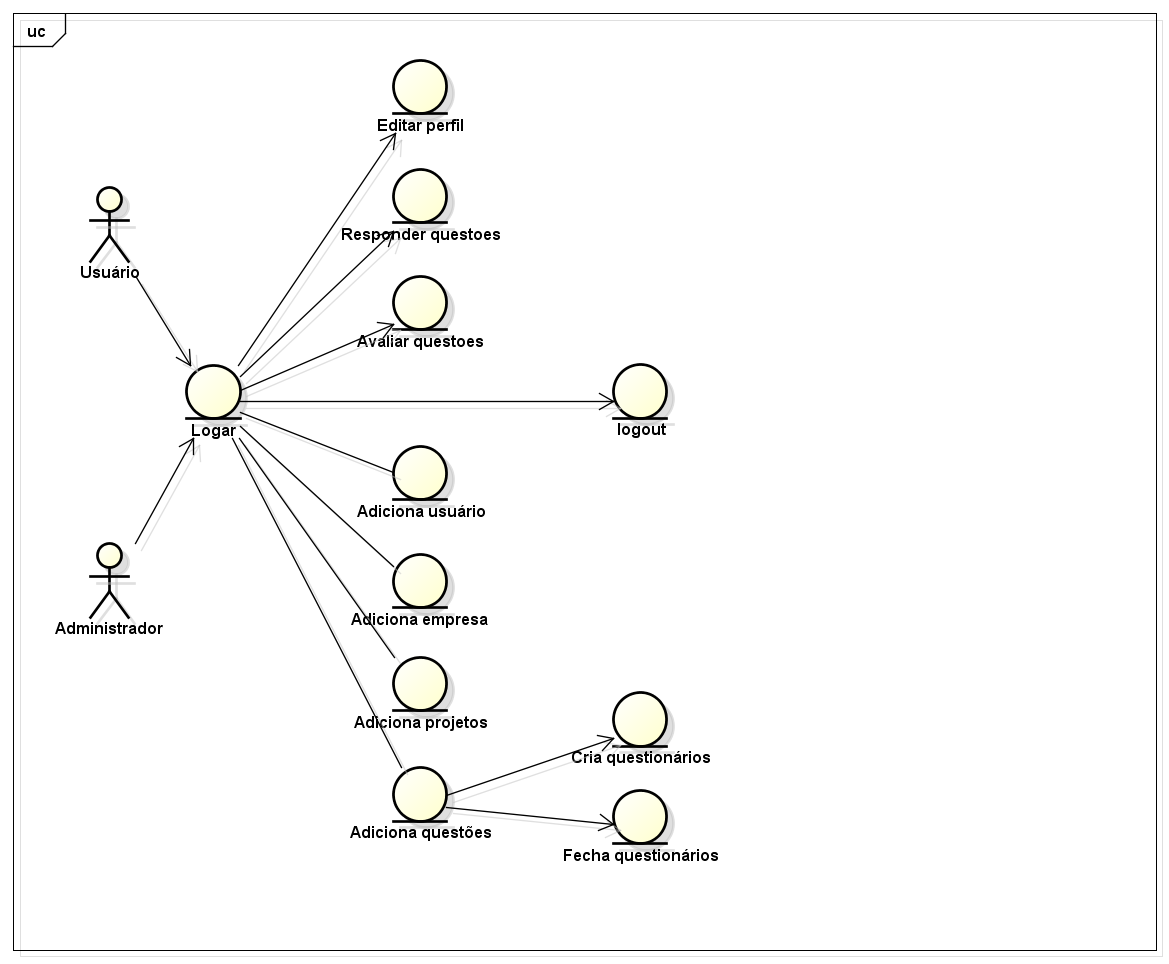 uc
Editar perfil
Responder questoes
Usuário
Avaliar questoes
Logar
logout
Adiciona usuário
Adiciona empresa
Administrador
Adiciona projetos
Cria questionários
Adiciona questões
Fecha questionários